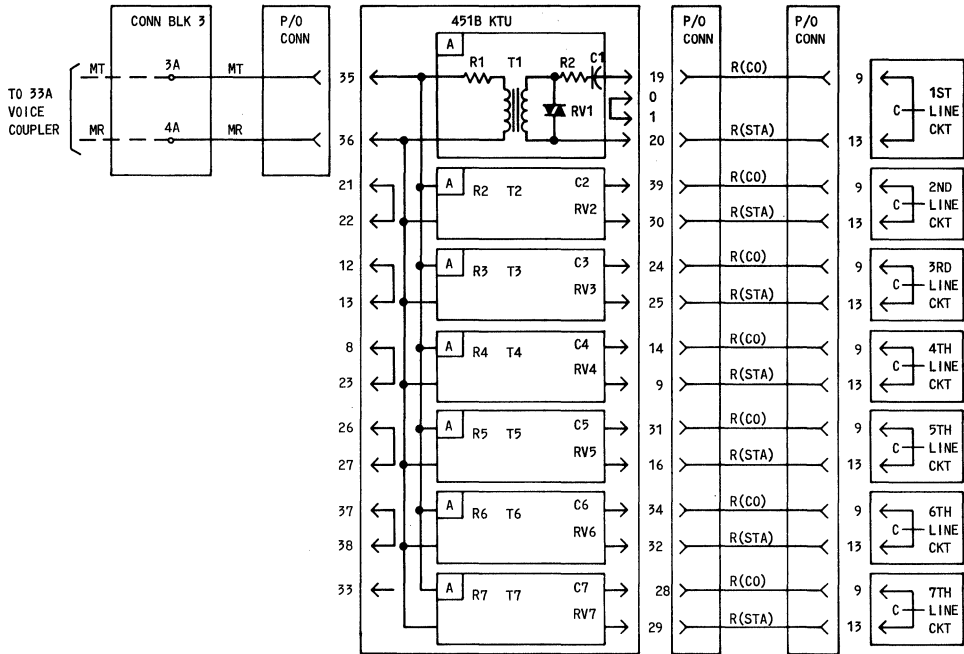 CONN BLK 3
P/O CONN
451B KTU
P/O CONN
P/O CONN
TO 33A VOICE COUPLER
MT 3A MT
MR 4A MR
35
36
A R1 T1 R2 C1
RV1
19 R(CO) 9
0
1
20 R(STA) 13
1ST
C LINE
CKT
21 A R2 T2 C2 39 R(CO) 9
22 RV2 30 R(STA) 13
2ND
C LINE
CKT
12 A R3 T3 C3 24 R(CO) 9
13 RV3 25 R(STA) 13
3RD
C LINE
CKT
8 A R4 T4 C4 14 R(CO) 9
23 RV4 9 R(STA) 13
4TH
C LINE
CKT
26 A R5 T5 C5 31 R(CO) 9
27 RV5 16 R(STA) 13
5TH
C LINE
CKT
37 A R6 T6 C6 34 R(CO) 9
38 RV6 32 R(STA) 13
6TH
C LINE
CKT
33 A R7 T7 C7 28 R(CO) 9
RV7 29 R(STA) 13
7TH
C LINE
CKT